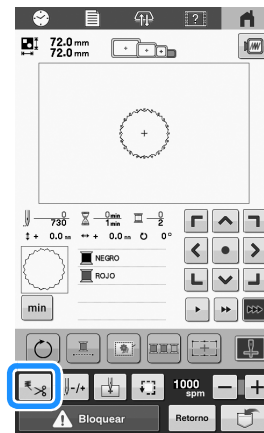 72.0 mm
72.0 mm
0
730
0 min
1 min
0
2
+ 0.0 mm
+ 0.0 mm
0°
NEGRO
ROJO
min
-/+
1000
spm
- +
Bloquear
Retorno